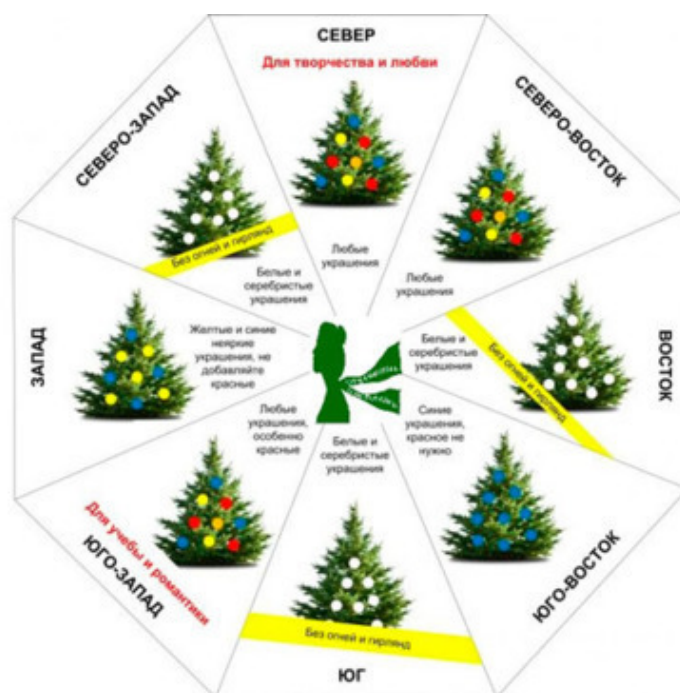 СЕВЕР
Для творчества и любви
Любые
украшения
СЕВЕРО-ВОСТОК
Любые
украшения
ВОСТОК
Без огней и гирлянд
Белые и
серебристые
украшения
ЮГО-ВОСТОК
Синие
украшения,
красное не
нужно
ЮГ
Без огней и гирлянд
Белые и
серебристые
украшения
ЮГО-ЗАПАД
Для учебы и романтики
Любые
украшения,
особенно
красные
ЗАПАД
Желтые и синие
неяркие
украшения, не
добавляйте
красные
СЕВЕРО-ЗАПАД
Без огней и гирлянд
Белые и
серебристые
украшения